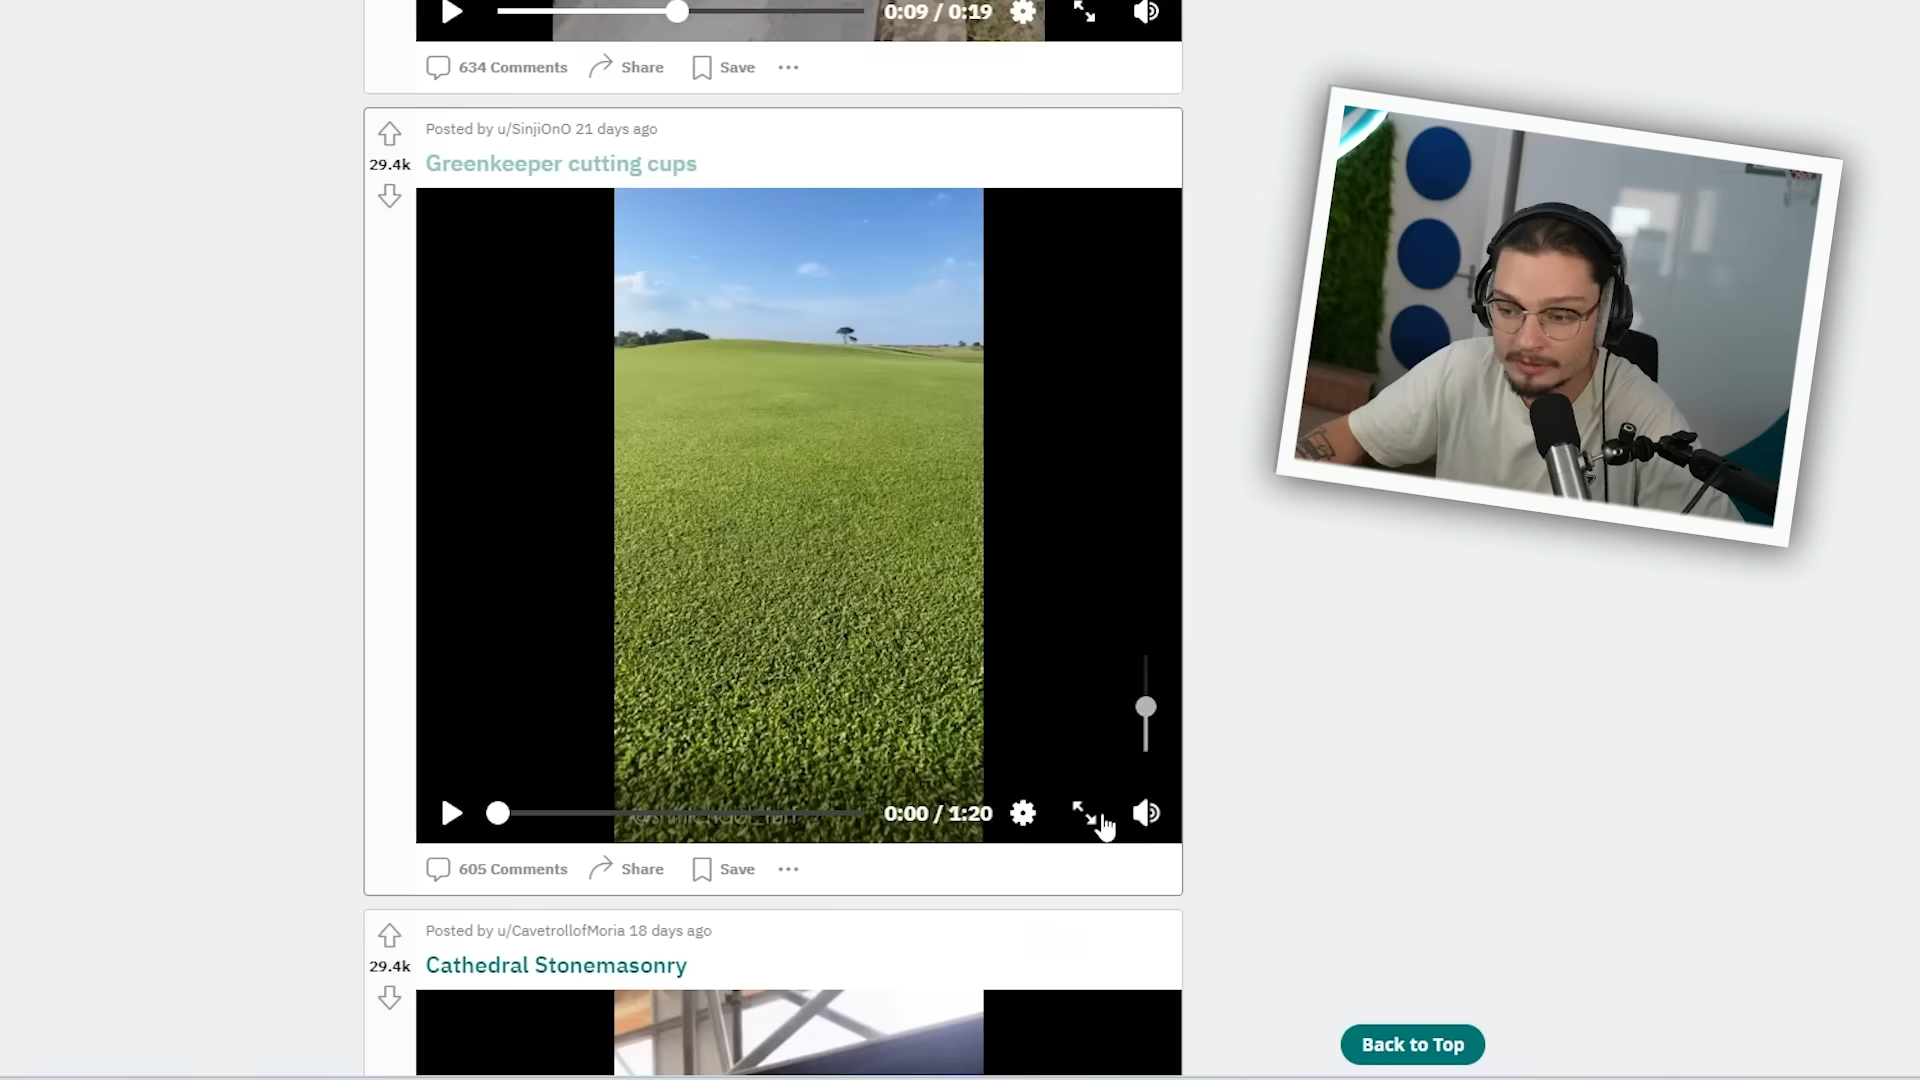 0:09 / 0:19
634 Comments Share Save
Posted by u/SinjiOnO 21 days ago
29.4k
Greenkeeper cutting cups
0:00 / 1:20
605 Comments Share Save
Posted by u/CavetrollofMoria 18 days ago
29.4k
Cathedral Stonemasonry
Back to Top